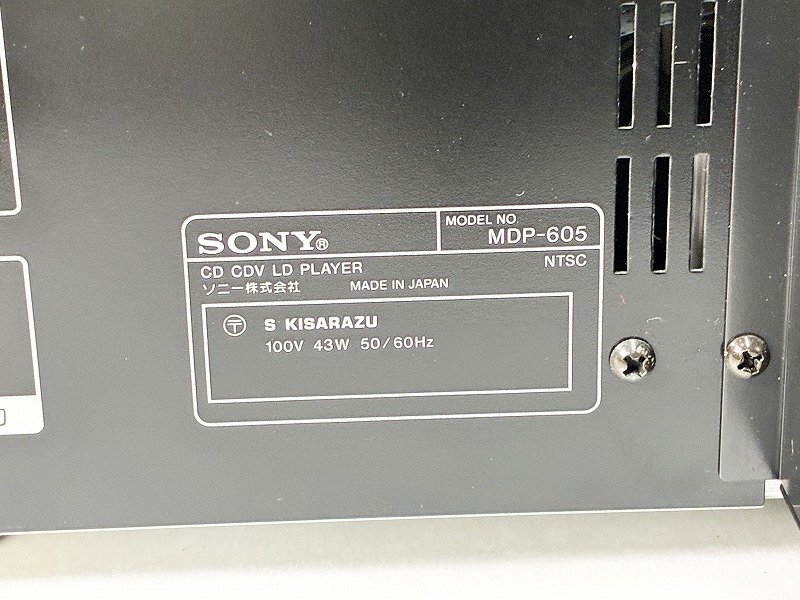 SONY®
MODEL NO.
MDP-605
CD CDV LD PLAYER
NTSC
ソニー株式会社 MADE IN JAPAN
〒 S KISARAZU
100V 43W 50/60Hz